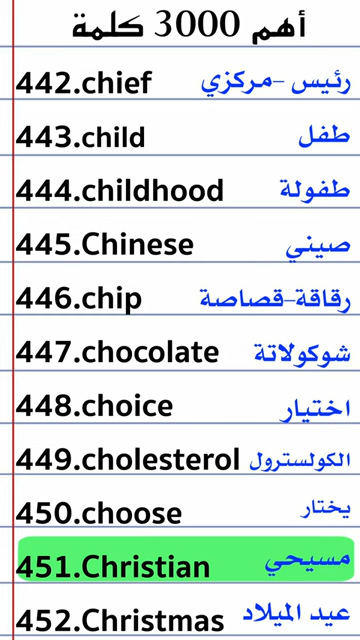 أهم 3000 كلمة
442.chief رئيس -مركزي
443.child طفل
444.childhood طفولة
445.Chinese صيني
446.chip رقاقة-قصاصة
447.chocolate شوكولاتة
448.choice اختيار
449.cholesterol الكولسترول
450.choose يختار
451.Christian مسيحي
452.Christmas عيد الميلاد